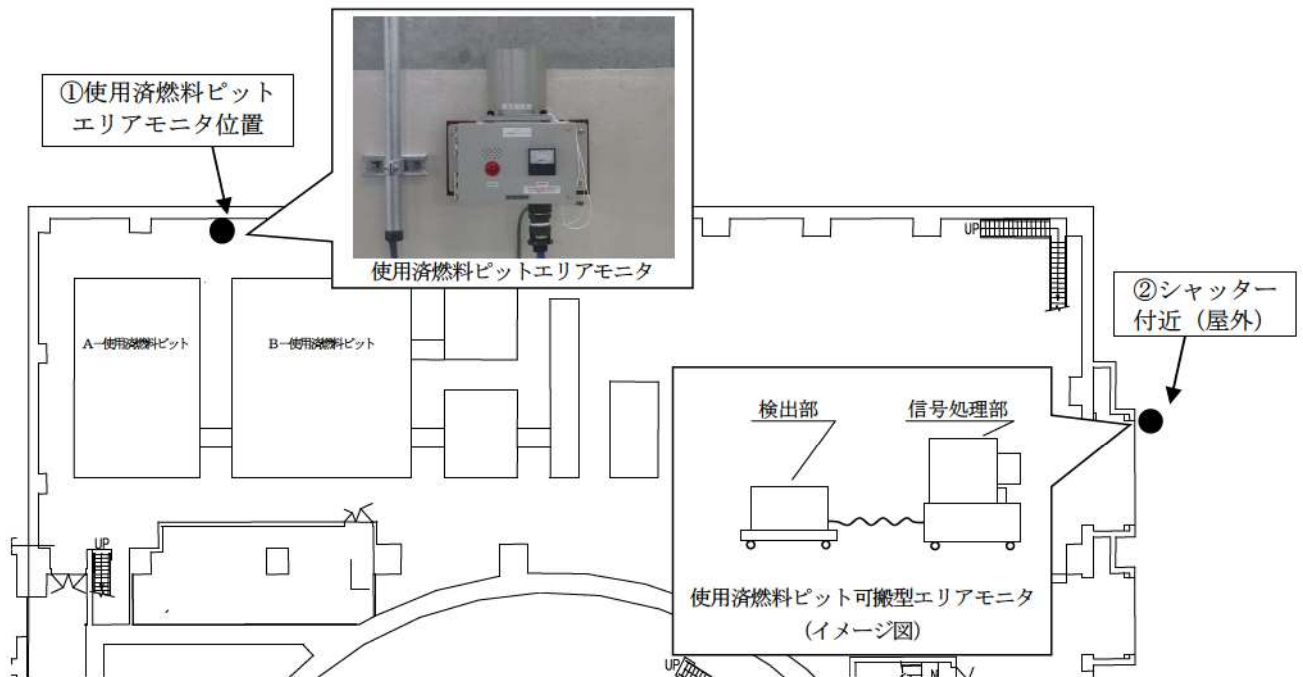 ①使用済燃料ピット
エリアモニタ位置
使用済燃料ピットエリアモニタ
UP
②シャッター
付近（屋外）
A－使用済燃料ピット
B－使用済燃料ピット
検出部
信号処理部
使用済燃料ピット可搬型エリアモニタ
(イメージ図)
UP
UP
N